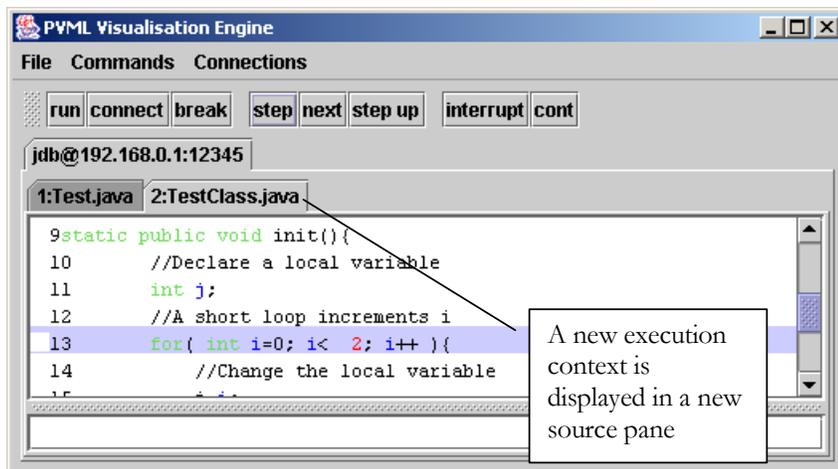 PVML Visualisation Engine
File Commands Connections
run connect break step next step up interrupt cont
jdb@192.168.0.1:12345
1:Test.java 2:TestClass.java
9static public void init(){
10 //Declare a local variable
11 int j;
12 //A short loop increments i
13 for( int i=0; i< 2; i++ ){
14 //Change the local variable
A new execution
context is
displayed in a new
source pane